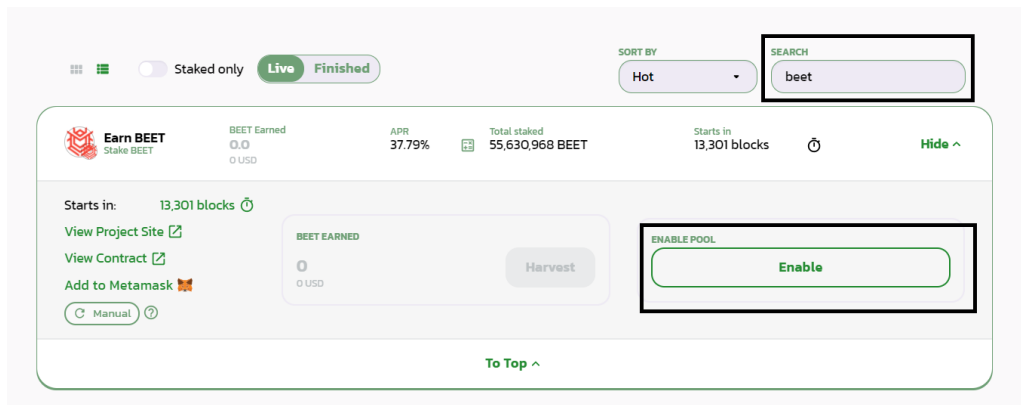 SORT BY
SEARCH
Staked only
Live
Finished
Hot
beet
Earn BEET
Stake BEET
BEET Earned
0.0
0 USD
APR
37.79%
Total staked
55,630,968 BEET
Starts in
13,301 blocks
Hide
Starts in:
13,301 blocks
View Project Site
View Contract
Add to Metamask
Manual
BEET EARNED
0
0 USD
Harvest
ENABLE POOL
Enable
To Top